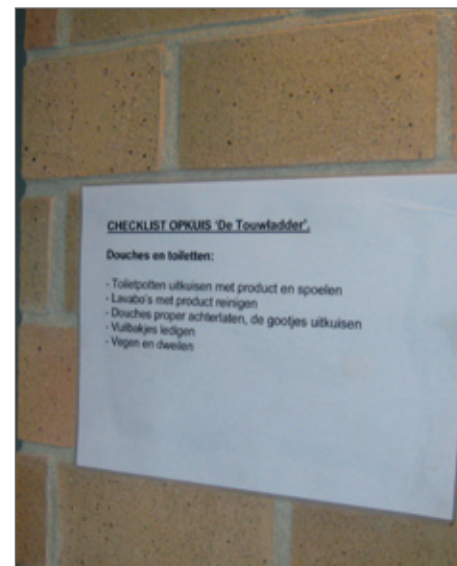 CHECKLIST OPKUIS 'De Touwladder'.
Douches en toiletten:
- Toiletpotten uitkuisen met product en spoelen
- Lavabo's met product reinigen
- Douches proper achterlaten, de gootjes uitkuisen
- Vuilbakjes ledigen
- Vegen en dweilen